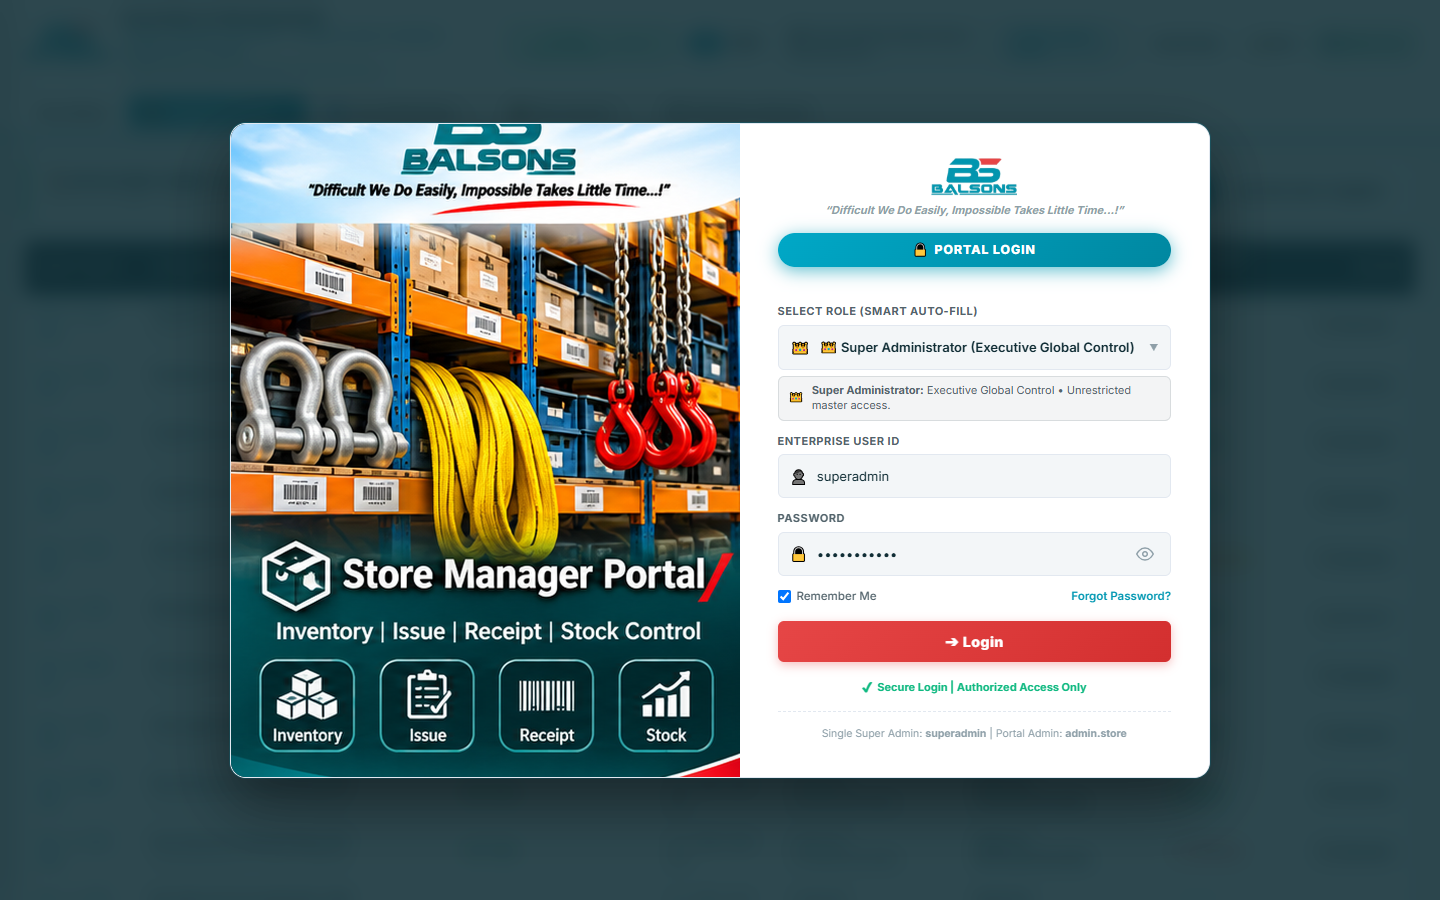 BS
BALSONS
"Difficult We Do Easily, Impossible Takes Little Time...!"
Store Manager Portal
Inventory | Issue | Receipt | Stock Control
Inventory
Issue
Receipt
Stock
BS
BALSONS
"Difficult We Do Easily, Impossible Takes Little Time...!"
PORTAL LOGIN
SELECT ROLE (SMART AUTO-FILL)
Super Administrator (Executive Global Control)
Super Administrator: Executive Global Control • Unrestricted
master access.
ENTERPRISE USER ID
superadmin
PASSWORD
•••••••••••
Remember Me
Forgot Password?
➔ Login
✓ Secure Login | Authorized Access Only
Single Super Admin: superadmin | Portal Admin: admin.store